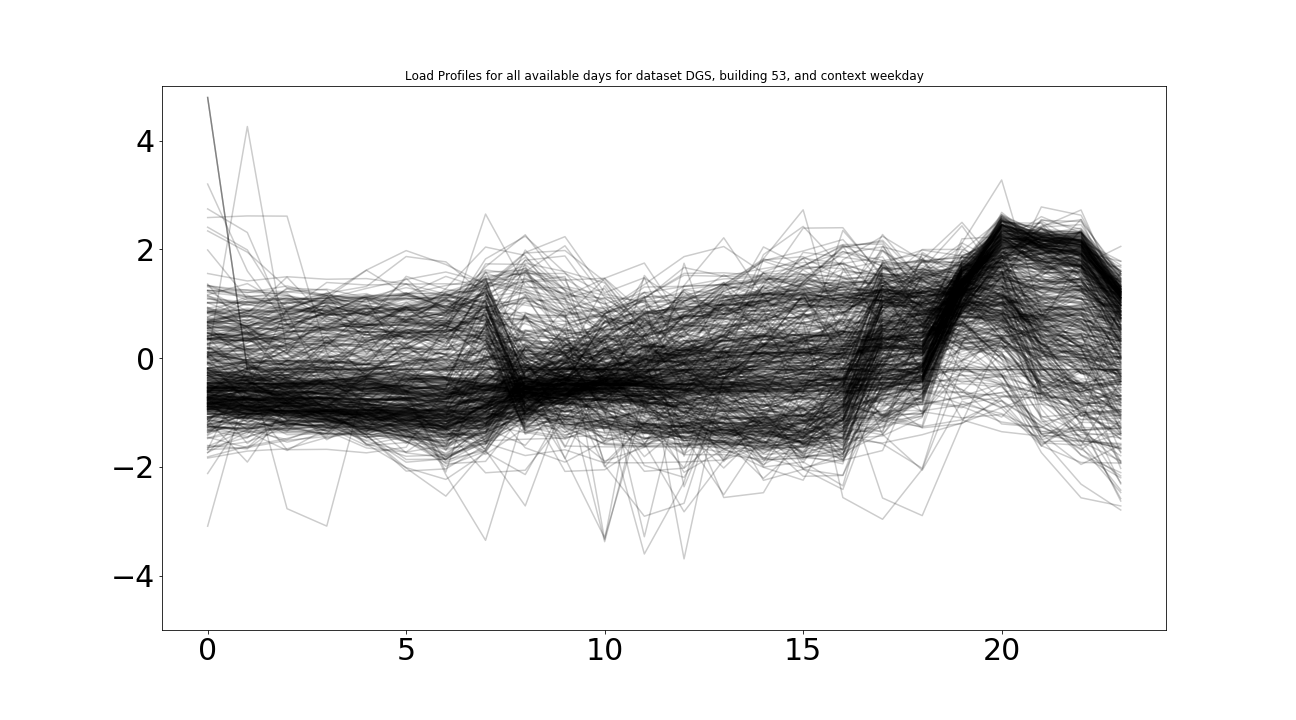 Load Profiles for all available days for dataset DGS, building 53, and context weekday
4
2
0
−2
−4
0 5 10 15 20